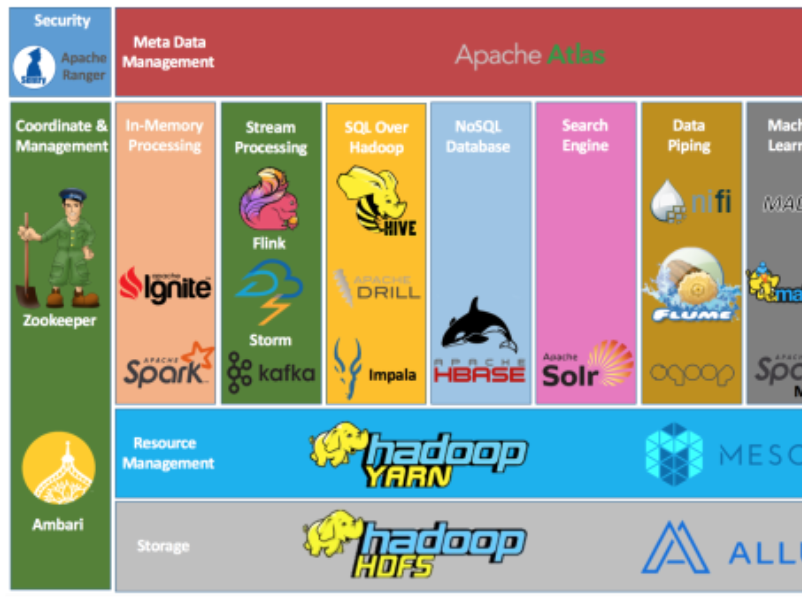 Security
Sentry
Apache
Ranger
Meta Data
Management
Apache Atlas
Coordinate &
Management
Zookeeper
Ambari
In-Memory
Processing
apache
Ignite
APACHE
Spark
Stream
Processing
Flink
Storm
kafka
SQL Over
Hadoop
HIVE
APACHE
DRILL
Impala
NoSQL
Database
APACHE
HBASE
Search
Engine
Apache
Solr
Data
Piping
nifi
FLUME
sqoop
Mach
Learn
MAD
ma
APACHE
Spa
M
Resource
Management
hadoop
YARN
MESO
Storage
hadoop
HDFS
ALLU